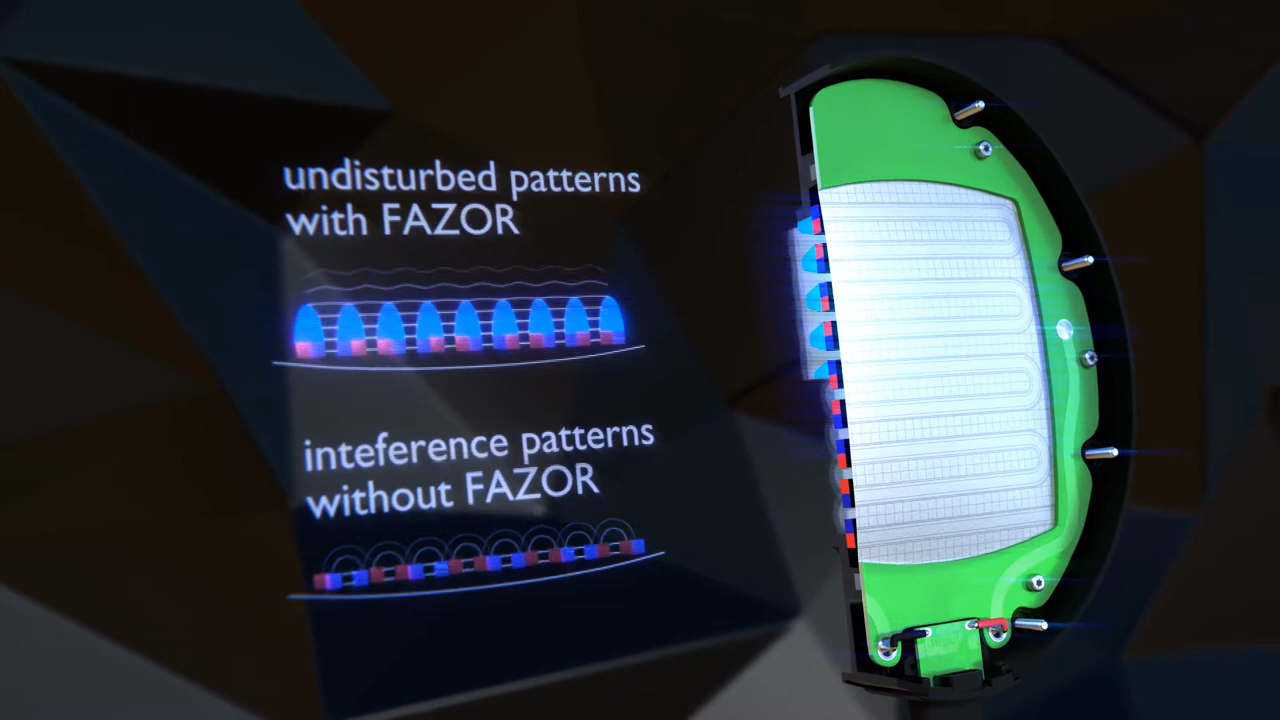 undisturbed patterns
with FAZOR
inteference patterns
without FAZOR